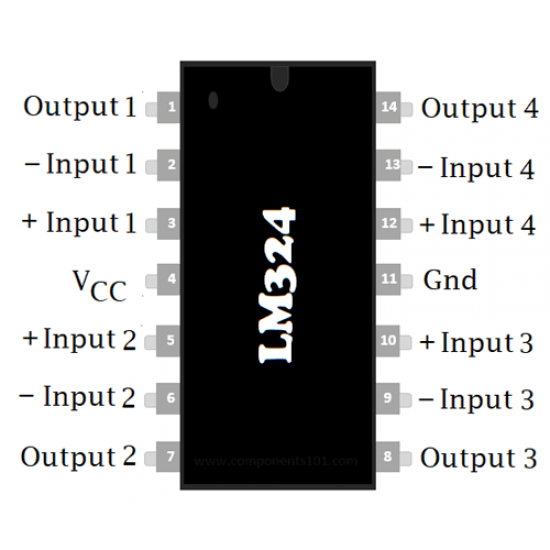 Output 1 1 14 Output 4
– Input 1 2 13 – Input 4
+ Input 1 3 12 + Input 4
VCC 4 11 Gnd
+Input 2 5 10 + Input 3
– Input 2 6 9 – Input 3
Output 2 7 8 Output 3
LM324
www.components101.com